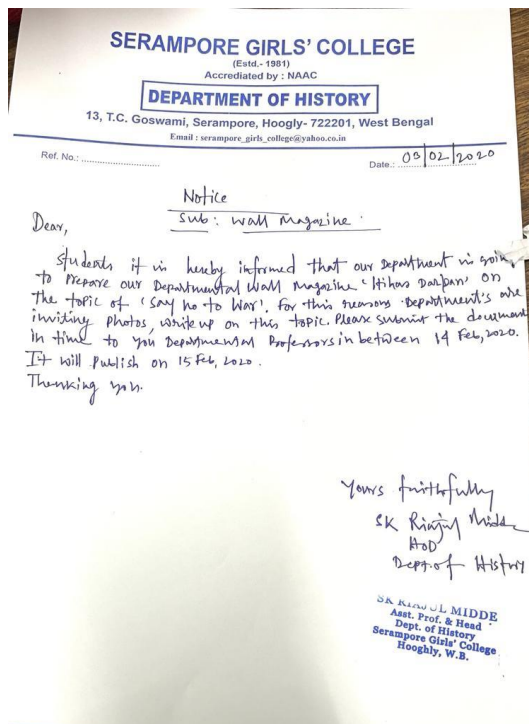 SERAMPORE GIRLS' COLLEGE
(Estd.- 1981)
Accrediated by : NAAC
DEPARTMENT OF HISTORY
13, T.C. Goswami, Serampore, Hoogly- 722201, West Bengal
Email : serampore_girls_college@yahoo.co.in
Ref. No.: ..............................
Date.: 03/02/2020
Notice
Sub: Wall Magazine.
Dear,
Students it is hereby informed that our Department is going
to Prepare our Departmental Wall Magazine 'Itihas Darpan' on
the topic of 'Say no to War'. For this reasons Department's are
inviting Photos, write up on this topic. Please submit the document
in time to you Departmental Professors in between 14 Feb, 2020.
It will Publish on 15 Feb, 2020.
Thenking you.
Yours faithfully
SK Riajul Midde
HOD
Dept. of History
SK RIAJUL MIDDE
Asst. Prof. & Head
Dept. of History
Serampore Girls' College
Hooghly, W.B.